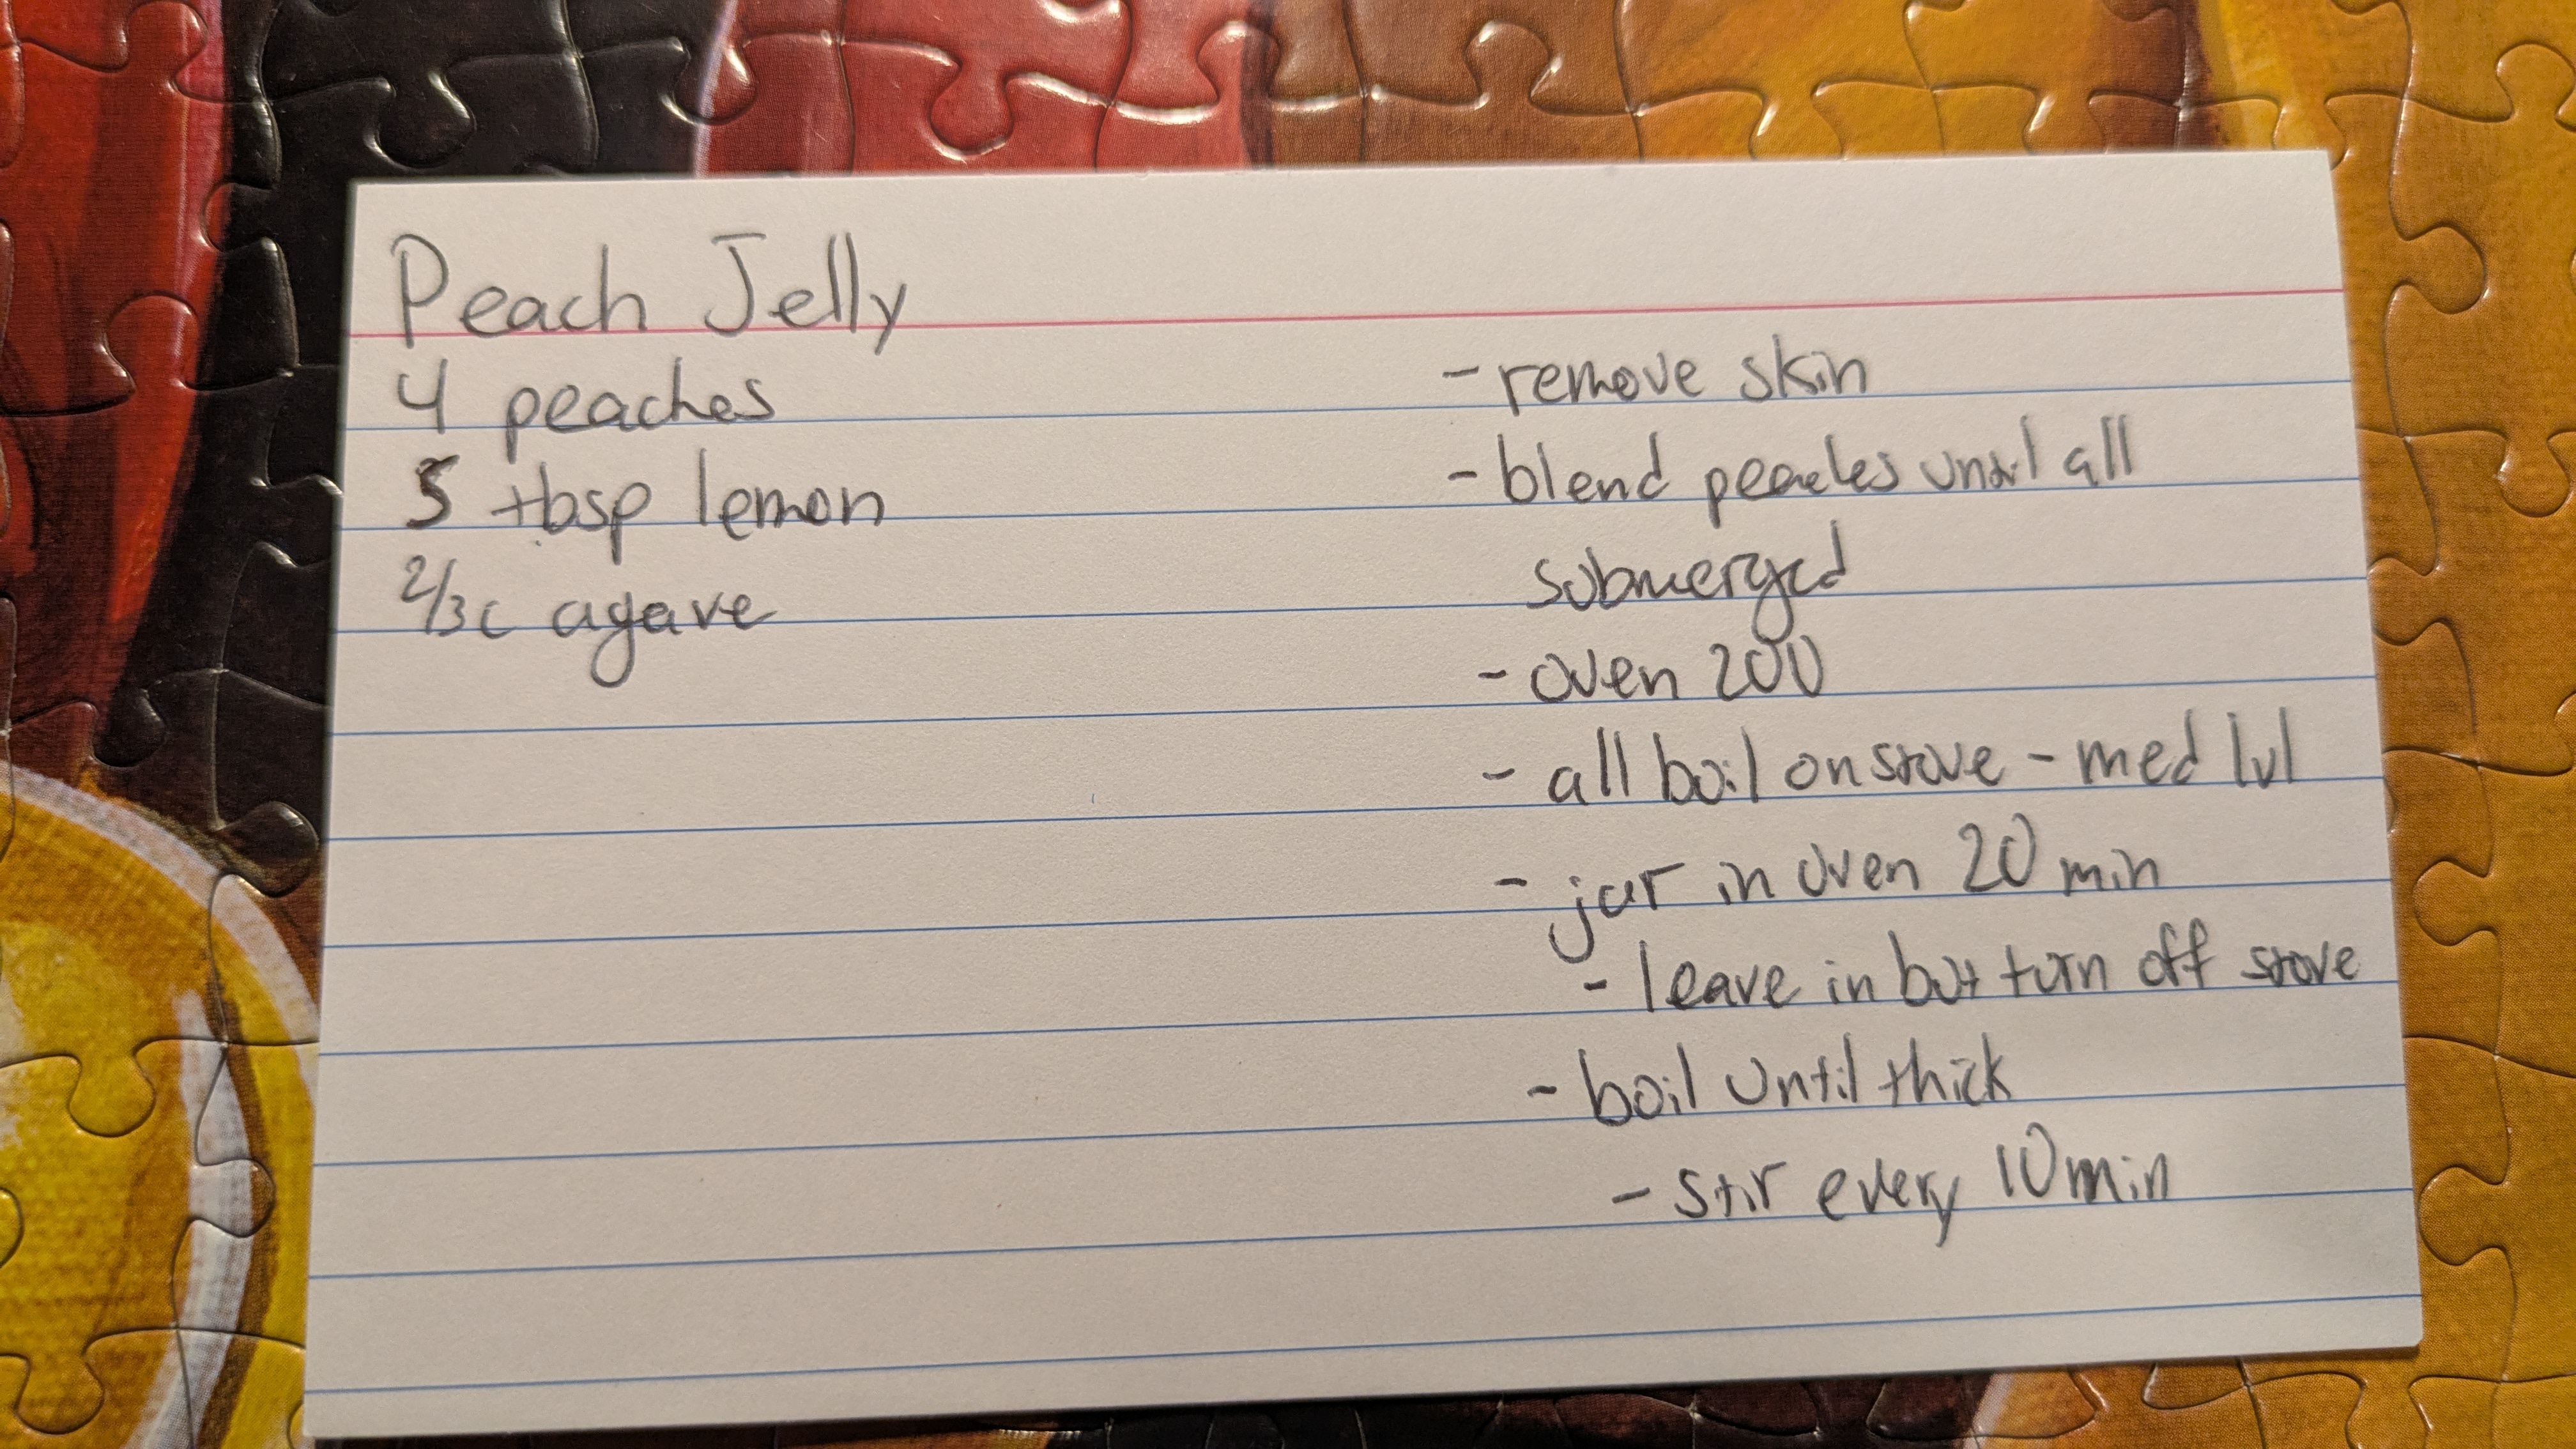 Peach Jelly
4 peaches
5 tbsp lemon
2/3 c agave
- remove skin
- blend peaches until all
submerged
- oven 200
- all boil on stove - med lvl
- jar in oven 20 min
- leave in but turn off stove
- boil until thick
- stir every 10 min